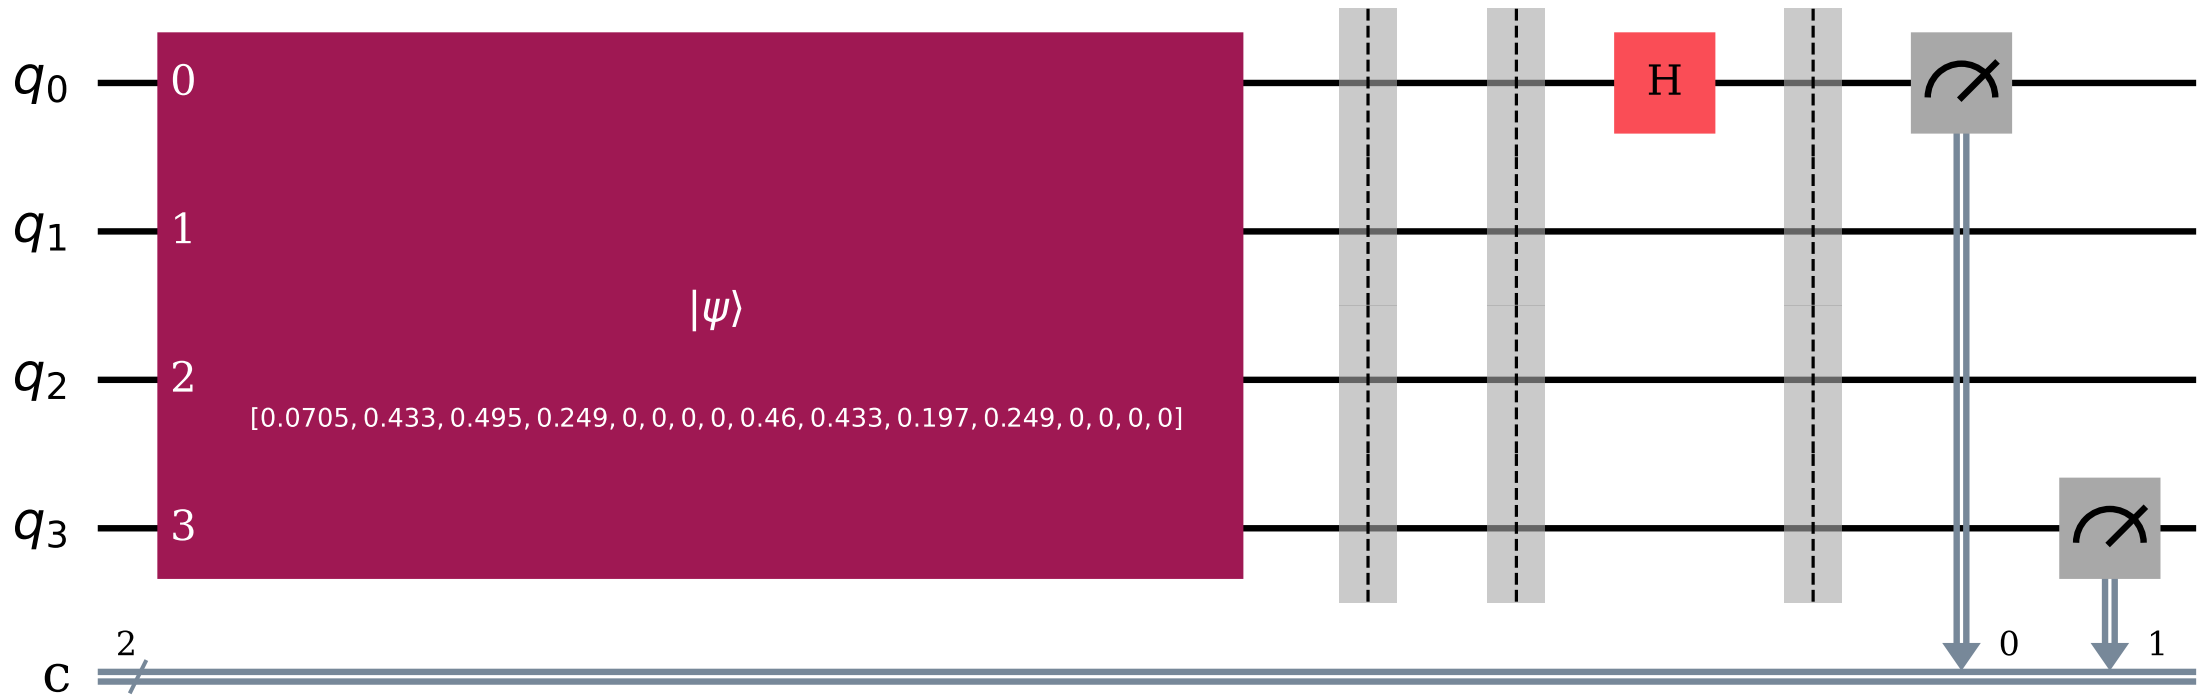 q0
0
H
q1
1
|ψ⟩
q2
2
[0.0705, 0.433, 0.495, 0.249, 0, 0, 0, 0, 0.46, 0.433, 0.197, 0.249, 0, 0, 0, 0]
q3
3
2
0
1
c